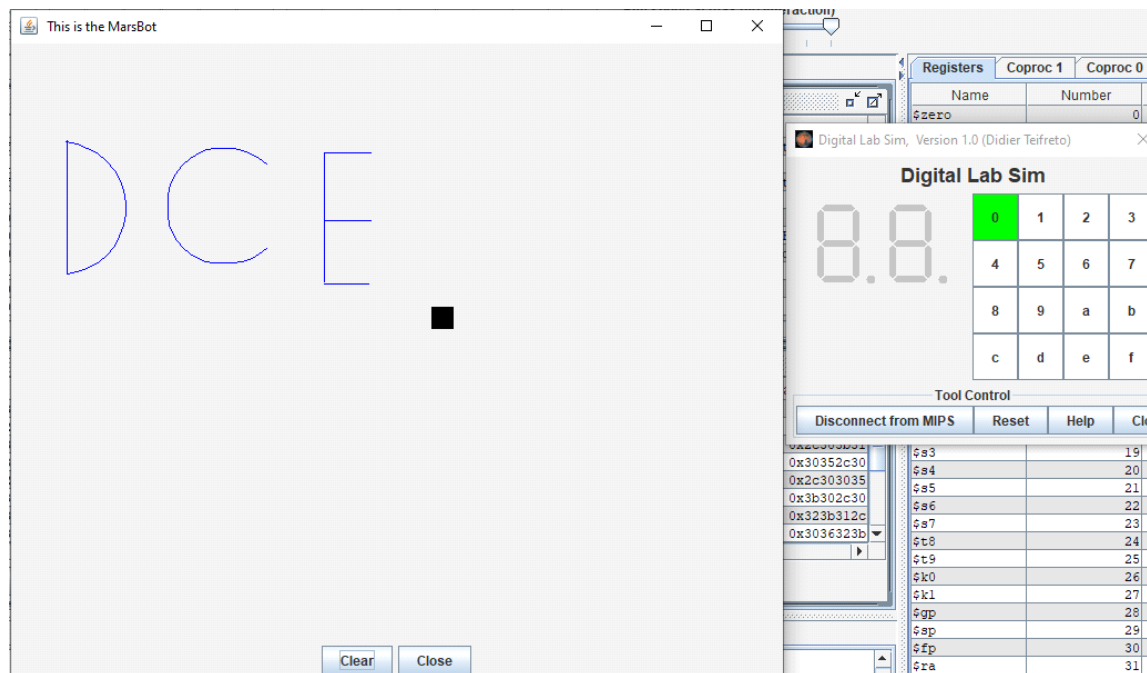 This is the MarsBot
D C E
Clear Close
Registers Coproc 1 Coproc 0
Name Number
$zero 0
Digital Lab Sim, Version 1.0 (Didier Teifreto)
Digital Lab Sim
8.8.
0 1 2 3
4 5 6 7
8 9 a b
c d e f
Tool Control
Disconnect from MIPS Reset Help
0x30352c30
0x2c303035
0x3b302c30
0x323b312c
0x3036323b
$s3 19
$s4 20
$s5 21
$s6 22
$s7 23
$t8 24
$t9 25
$k0 26
$k1 27
$gp 28
$sp 29
$fp 30
$ra 31